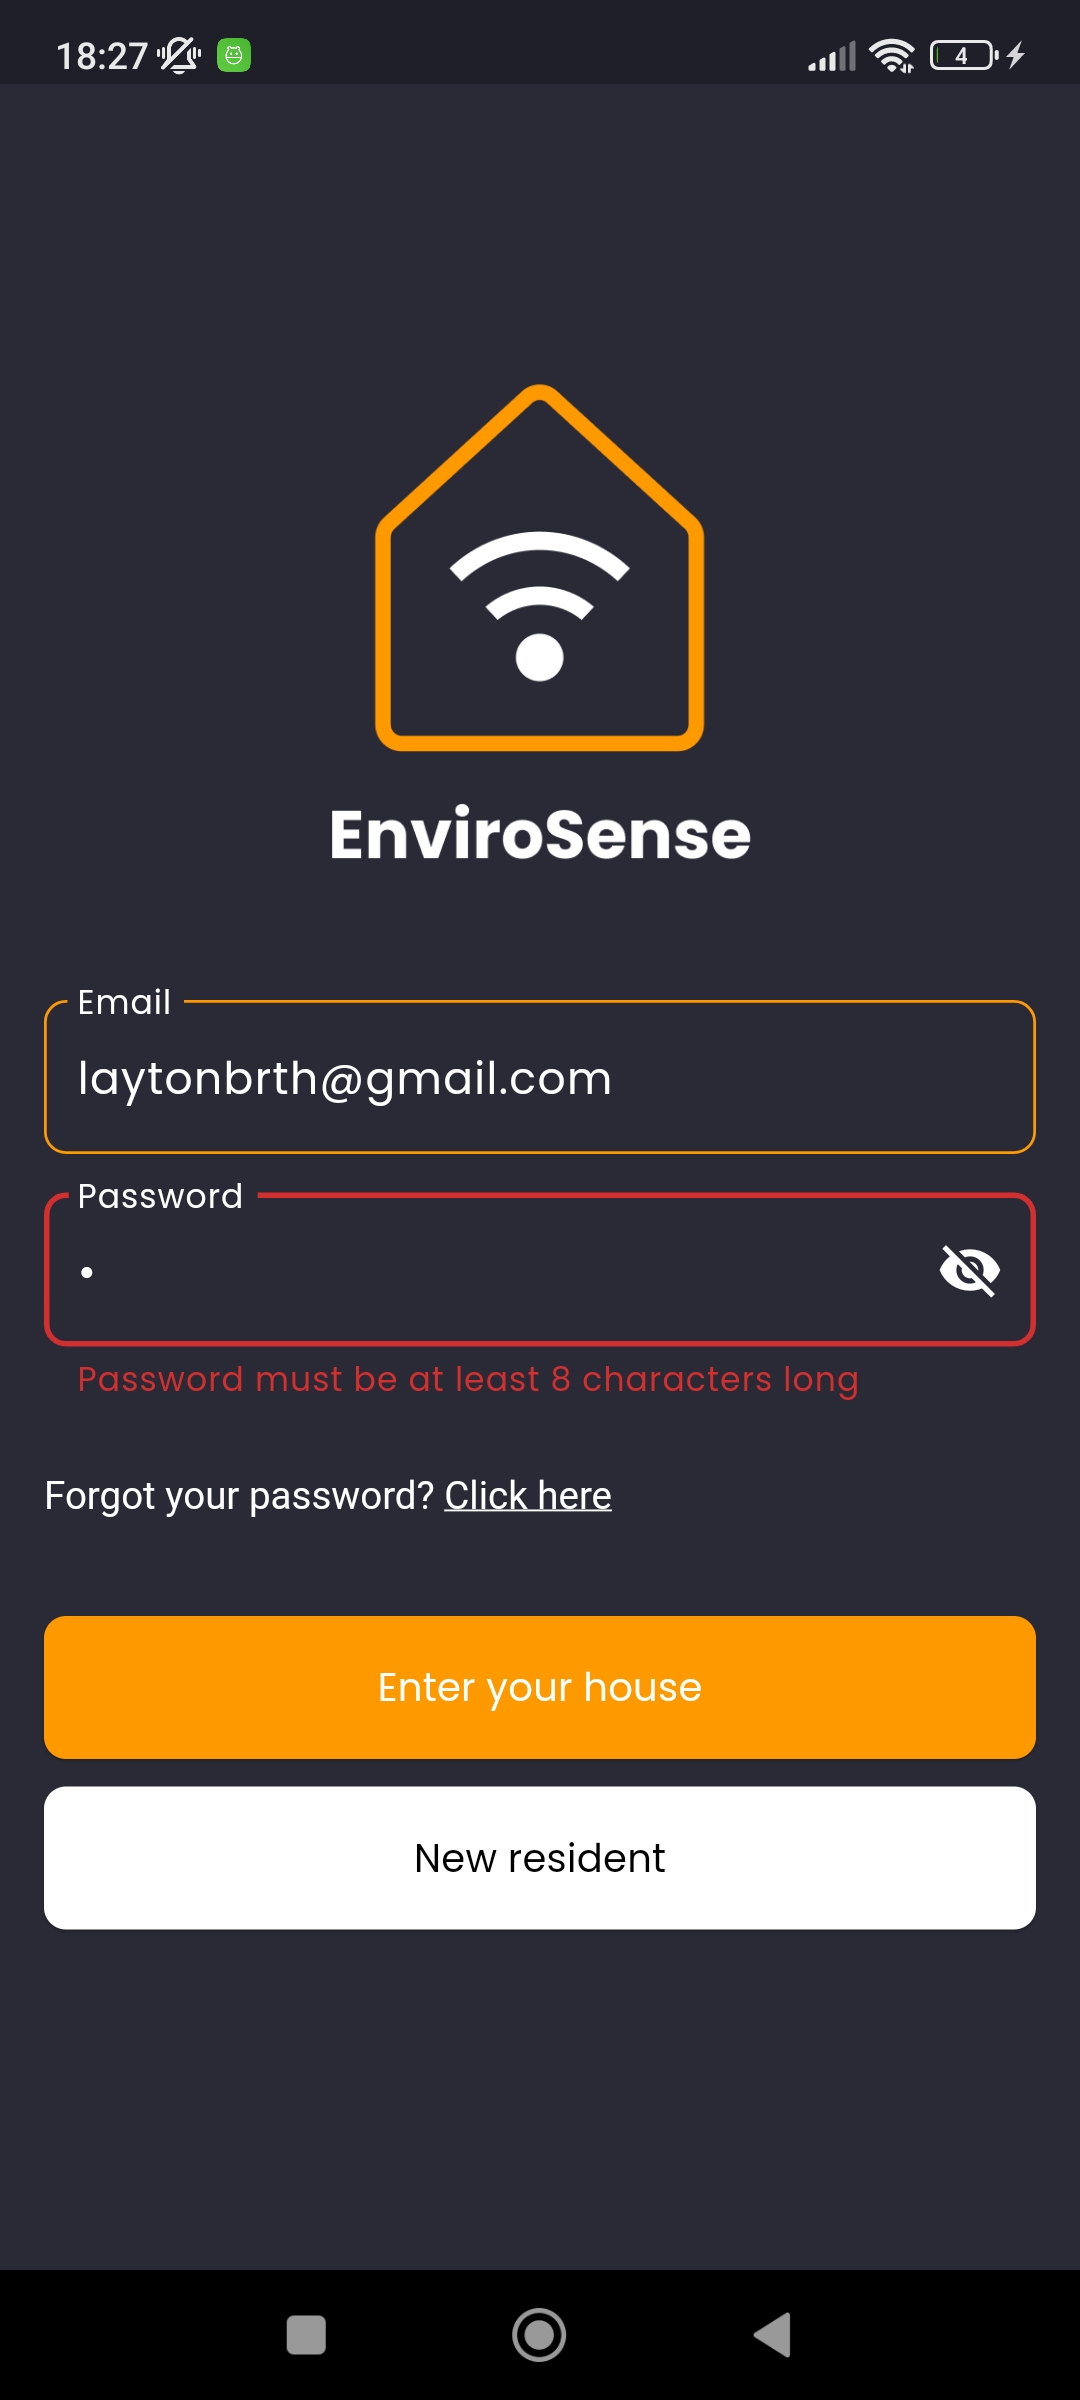 18:27
4
EnviroSense
Email
laytonbrth@gmail.com
Password
Password must be at least 8 characters long
Forgot your password? Click here
Enter your house
New resident